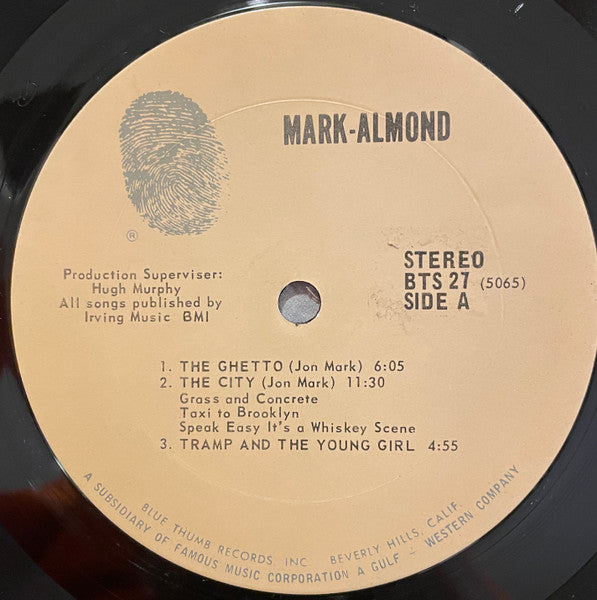 MARK-ALMOND
®
Production Superviser:
Hugh Murphy
All songs published by
Irving Music BMI
STEREO
BTS 27 (5065)
SIDE A
1. THE GHETTO (Jon Mark) 6:05
2. THE CITY (Jon Mark) 11:30
Grass and Concrete
Taxi to Brooklyn
Speak Easy It's a Whiskey Scene
3. TRAMP AND THE YOUNG GIRL 4:55
BLUE THUMB RECORDS, INC BEVERLY HILLS, CALIF.
A SUBSIDIARY OF FAMOUS MUSIC CORPORATION A GULF + WESTERN COMPANY